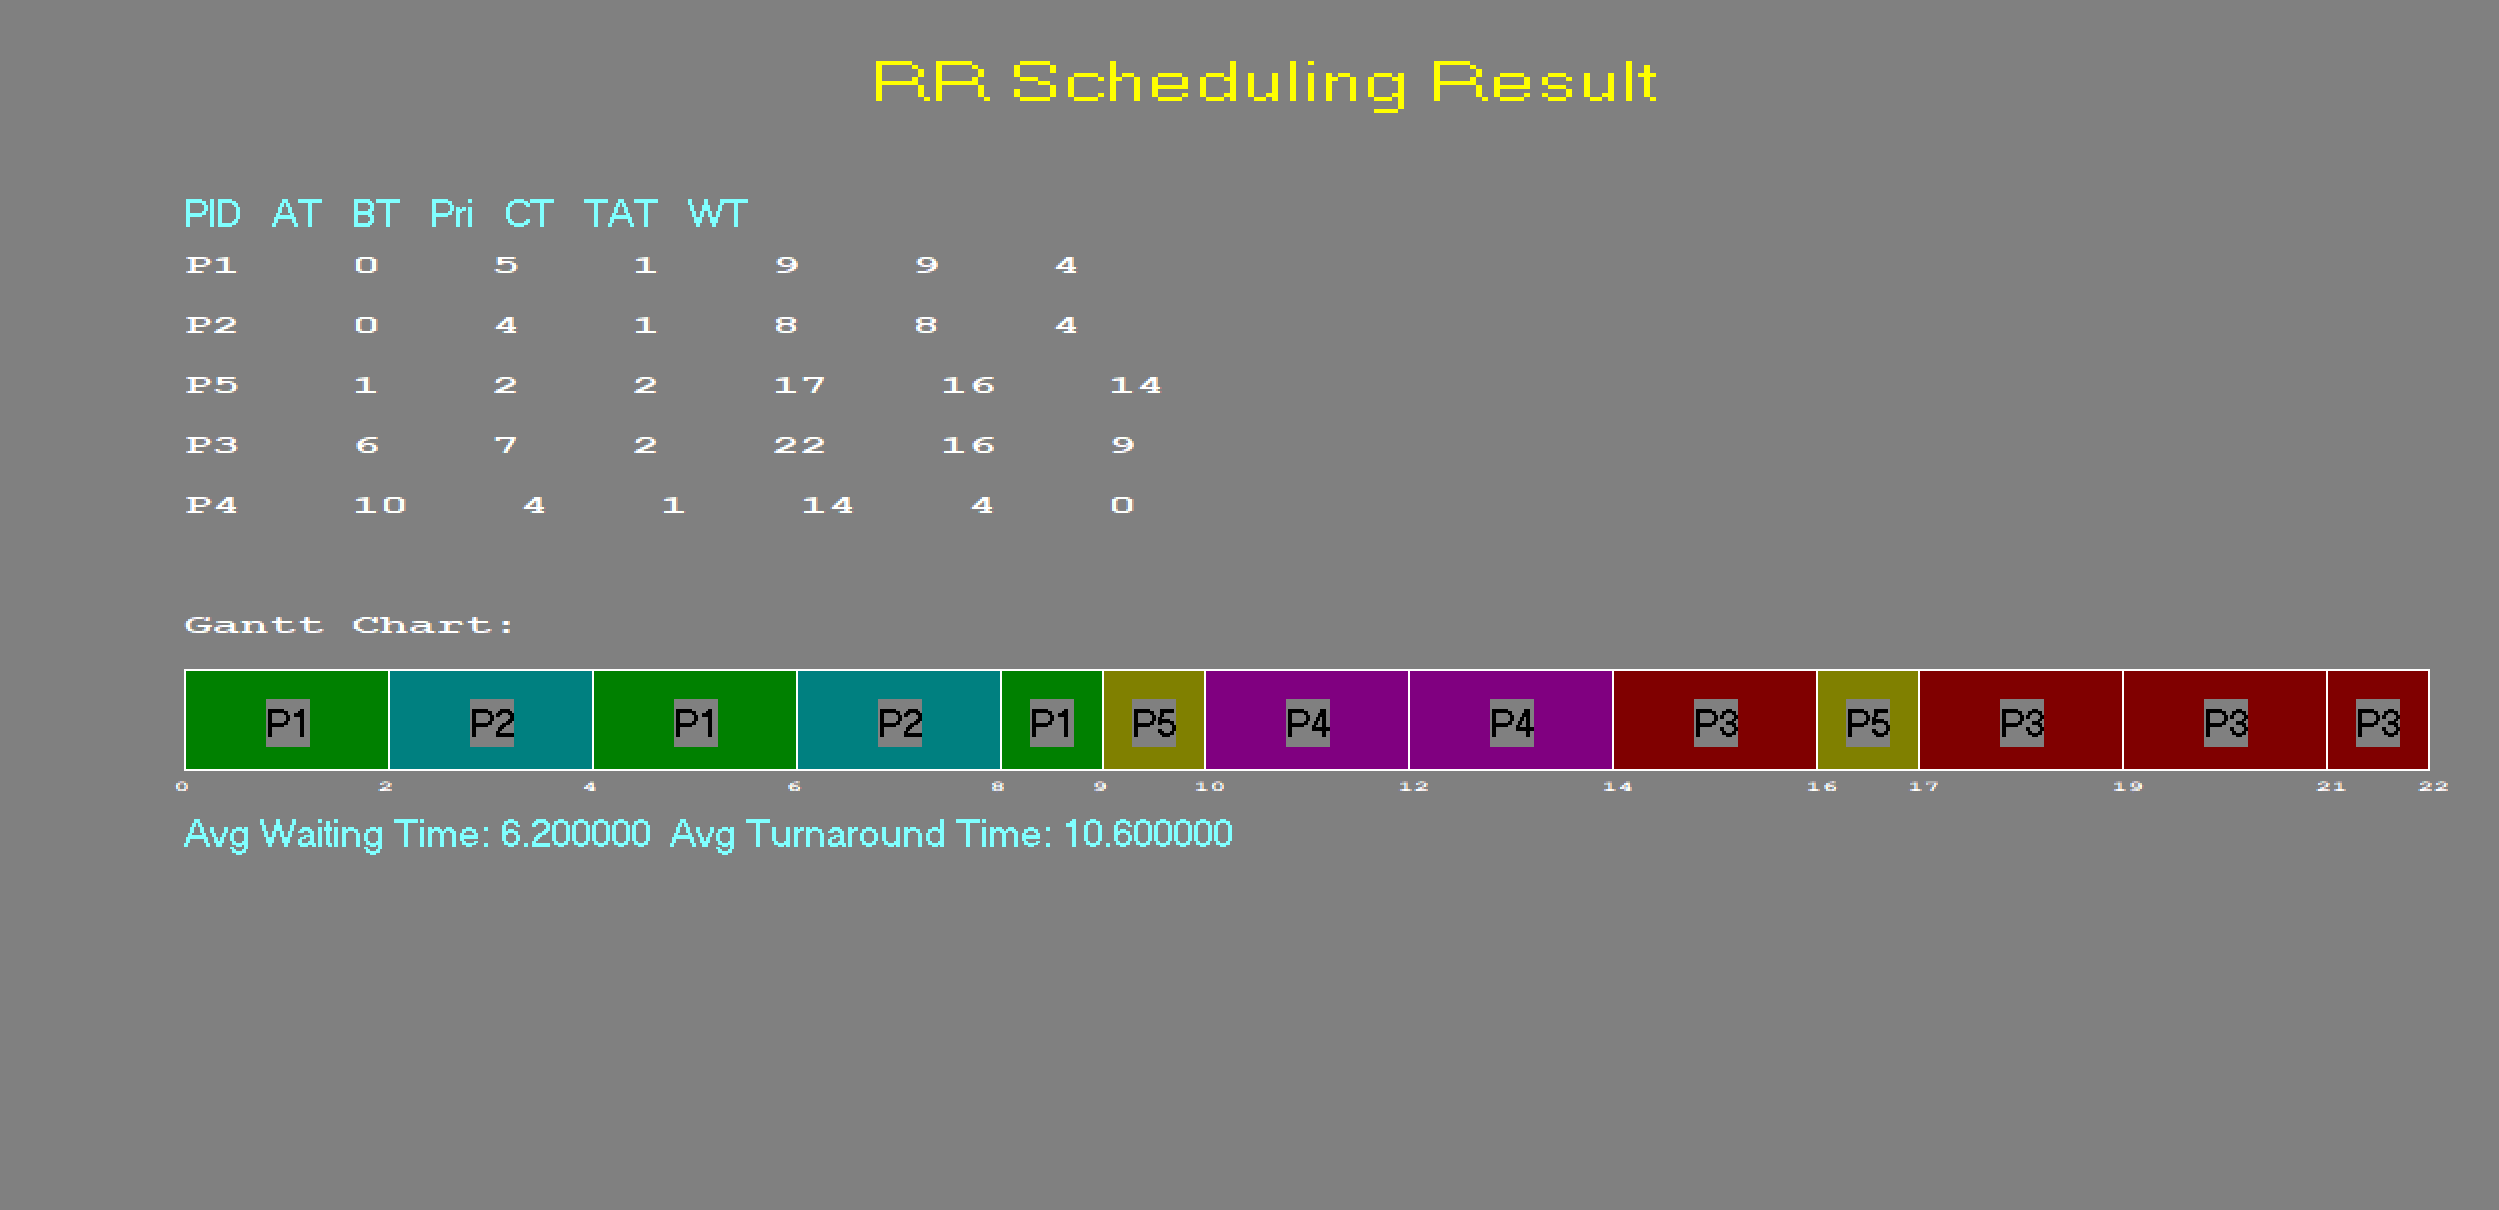 RR Scheduling Result
PID AT BT Pri CT TAT WT
P1 0 5 1 9 9 4
P2 0 4 1 8 8 4
P5 1 2 2 17 16 14
P3 6 7 2 22 16 9
P4 10 4 1 14 4 0
Gantt Chart:
P1 P2 P1 P2 P1 P5 P4 P4 P3 P5 P3 P3 P3
0 2 4 6 8 9 10 12 14 16 17 19 21 22
Avg Waiting Time: 6.200000 Avg Turnaround Time: 10.600000